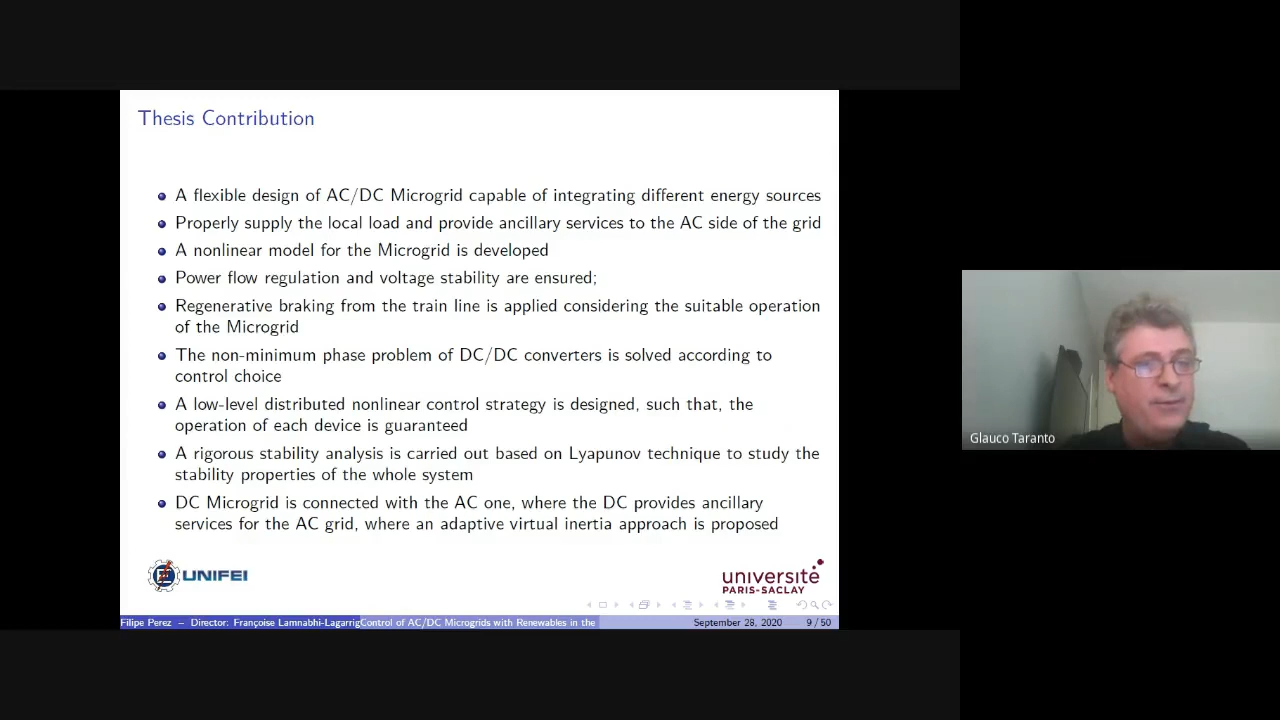 Thesis Contribution
A flexible design of AC/DC Microgrid capable of integrating different energy sources
Properly supply the local load and provide ancillary services to the AC side of the grid
A nonlinear model for the Microgrid is developed
Power flow regulation and voltage stability are ensured;
Regenerative braking from the train line is applied considering the suitable operation
of the Microgrid
The non-minimum phase problem of DC/DC converters is solved according to
control choice
A low-level distributed nonlinear control strategy is designed, such that, the
operation of each device is guaranteed
A rigorous stability analysis is carried out based on Lyapunov technique to study the
stability properties of the whole system
DC Microgrid is connected with the AC one, where the DC provides ancillary
services for the AC grid, where an adaptive virtual inertia approach is proposed
UNIFEI
université
PARIS-SACLAY
Filipe Perez – Director: Françoise Lamnabhi-Lagarrig
Control of AC/DC Microgrids with Renewables in the
September 28, 2020
9 / 50
Glauco Taranto